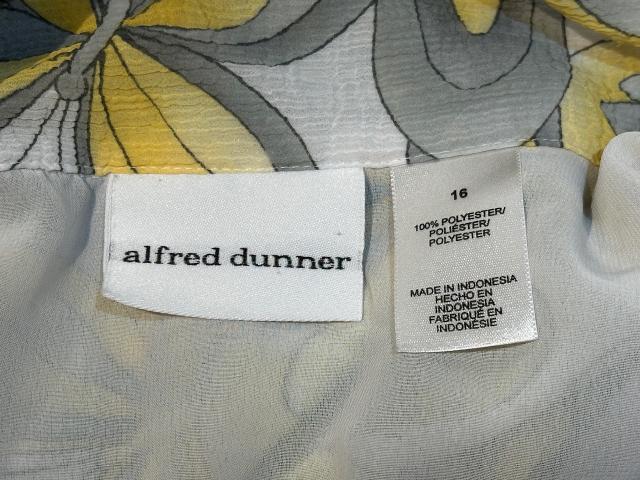 alfred dunner
16
100% POLYESTER/
POLIÉSTER/
POLYESTER
MADE IN INDONESIA
HECHO EN
INDONESIA
FABRIQUÉ EN
INDONÉSIE